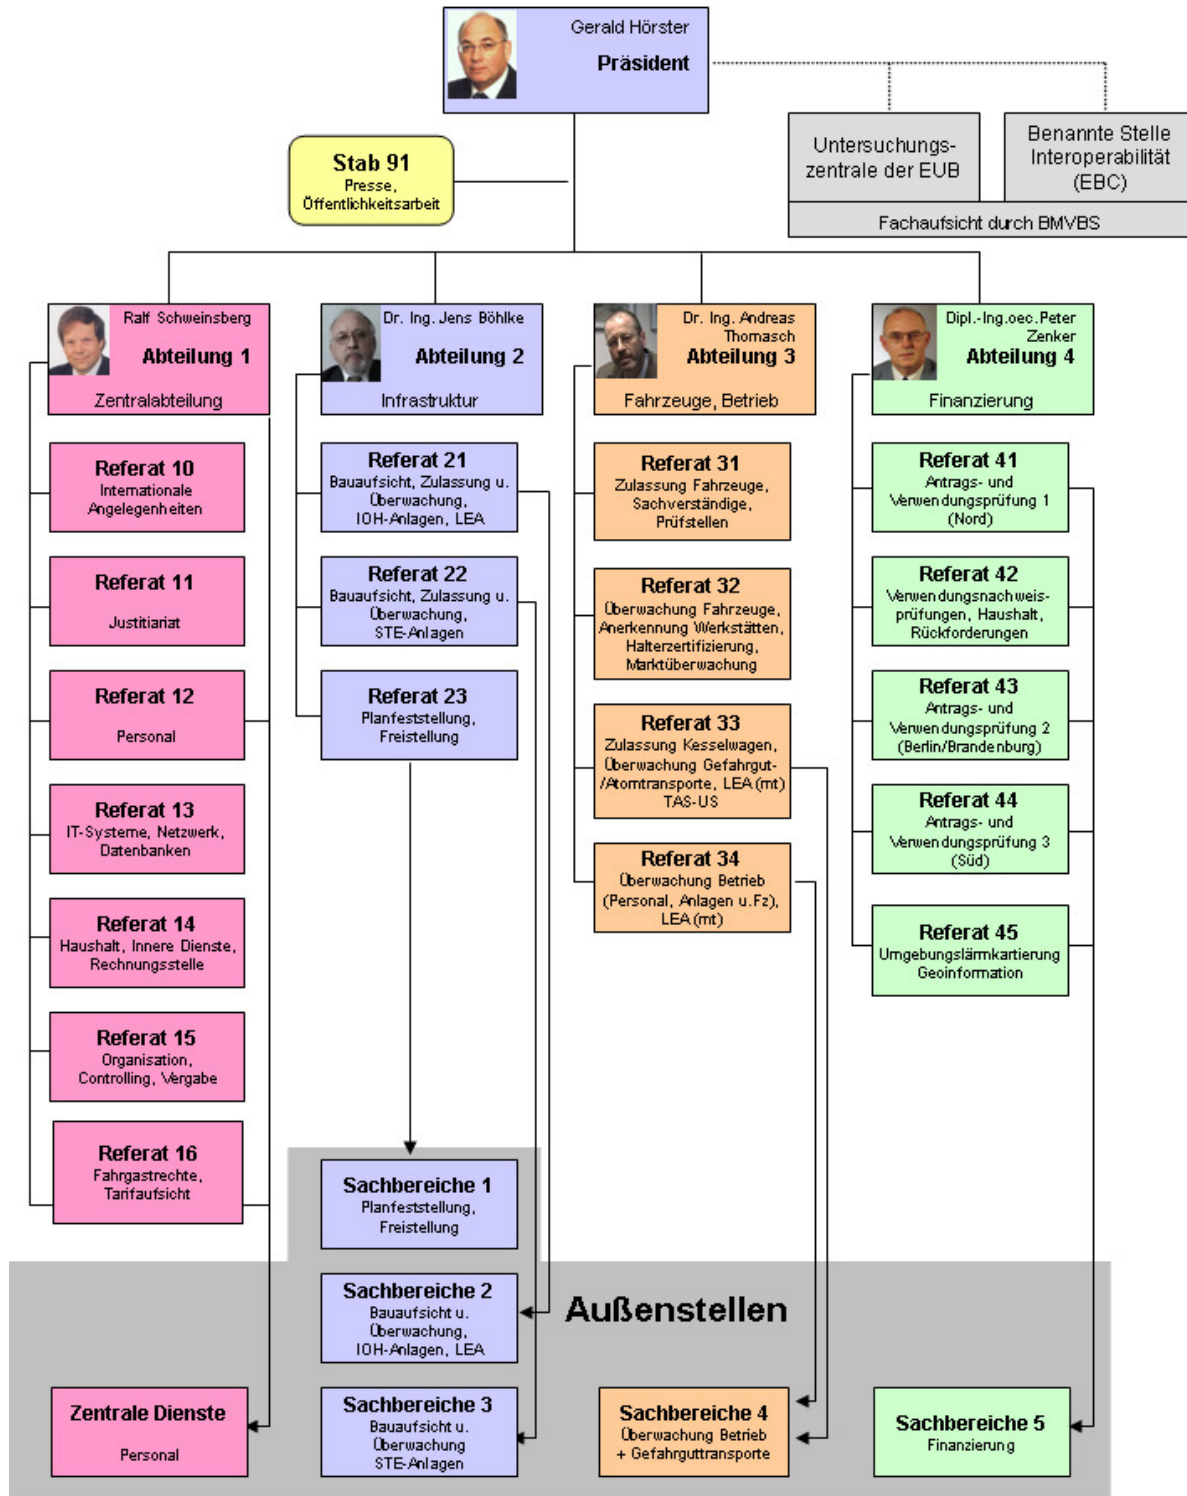 Gerald Hörster
Präsident
Stab 91
Presse,
Öffentlichkeitsarbeit
Untersuchungs-
zentrale der EUB
Benannte Stelle
Interoperabilität
(EBC)
Fachaufsicht durch BMVBS
Ralf Schweinsberg
Abteilung 1
Zentralabteilung
Dr. Ing. Jens Böhlke
Abteilung 2
Infrastruktur
Dr. Ing. Andreas
Thomasch
Abteilung 3
Fahrzeuge, Betrieb
Dipl.-Ing.oec.Peter
Zenker
Abteilung 4
Finanzierung
Referat 10
Internationale
Angelegenheiten
Referat 11
Justitiariat
Referat 12
Personal
Referat 13
IT-Systeme, Netzwerk,
Datenbanken
Referat 14
Haushalt, Innere Dienste,
Rechnungsstelle
Referat 15
Organisation,
Controlling, Vergabe
Referat 16
Fahrgastrechte,
Tarifaufsicht
Referat 21
Bauaufsicht, Zulassung u.
Überwachung,
IOH-Anlagen, LEA
Referat 22
Bauaufsicht, Zulassung u.
Überwachung,
STE-Anlagen
Referat 23
Planfeststellung,
Freistellung
Referat 31
Zulassung Fahrzeuge,
Sachverständige,
Prüfstellen
Referat 32
Überwachung Fahrzeuge,
Anerkennung Werkstätten,
Halterzertifizierung,
Marktüberwachung
Referat 33
Zulassung Kesselwagen,
Überwachung Gefahrgut-
/Atomtransporte, LEA (mt)
TAS-US
Referat 34
Überwachung Betrieb
(Personal, Anlagen u.Fz),
LEA (mt)
Referat 41
Antrags- und
Verwendungsprüfung 1
(Nord)
Referat 42
Verwendungsnachweis-
prüfungen, Haushalt,
Rückforderungen
Referat 43
Antrags- und
Verwendungsprüfung 2
(Berlin/Brandenburg)
Referat 44
Antrags- und
Verwendungsprüfung 3
(Süd)
Referat 45
Umgebungslärmkartierung
Geoinformation
Außenstellen
Zentrale Dienste
Personal
Sachbereiche 1
Planfeststellung,
Freistellung
Sachbereiche 2
Bauaufsicht u.
Überwachung,
IOH-Anlagen, LEA
Sachbereiche 3
Bauaufsicht u.
Überwachung
STE-Anlagen
Sachbereiche 4
Überwachung Betrieb
+ Gefahrguttransporte
Sachbereiche 5
Finanzierung